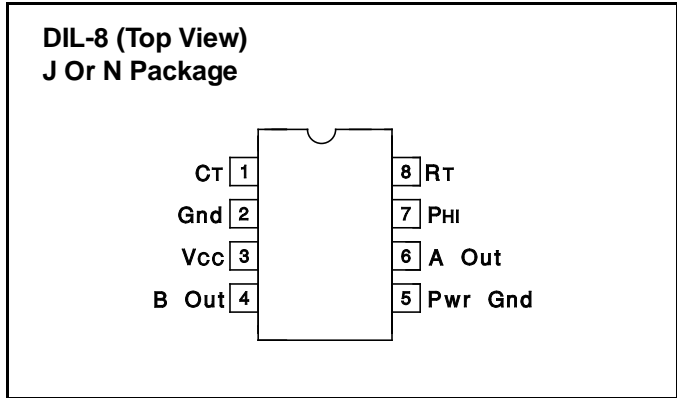 DIL-8 (Top View)
J Or N Package
CT 1 8 RT
Gnd 2 7 PHI
Vcc 3 6 A Out
B Out 4 5 Pwr Gnd